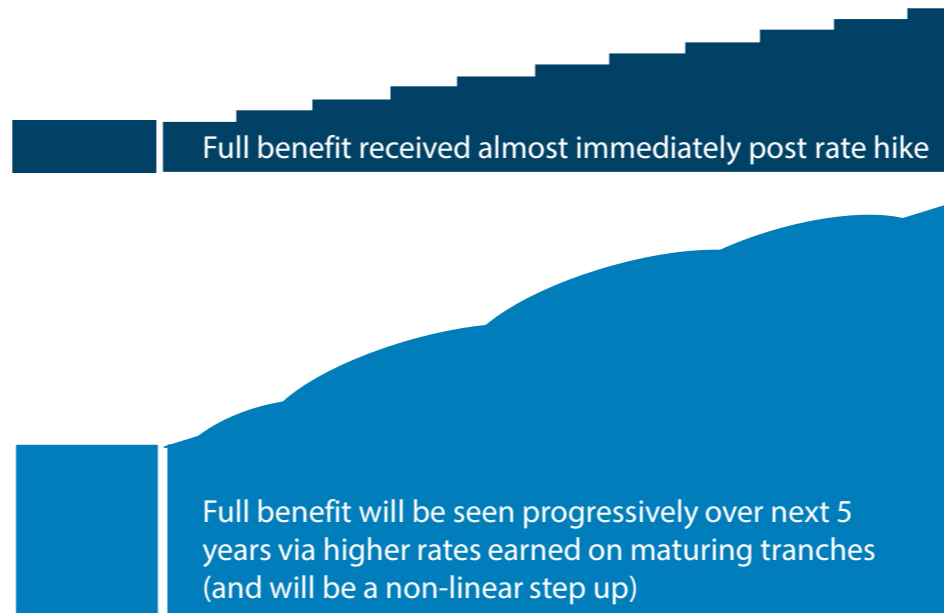 Full benefit received almost immediately post rate hike
Full benefit will be seen progressively over next 5
years via higher rates earned on maturing tranches
(and will be a non-linear step up)